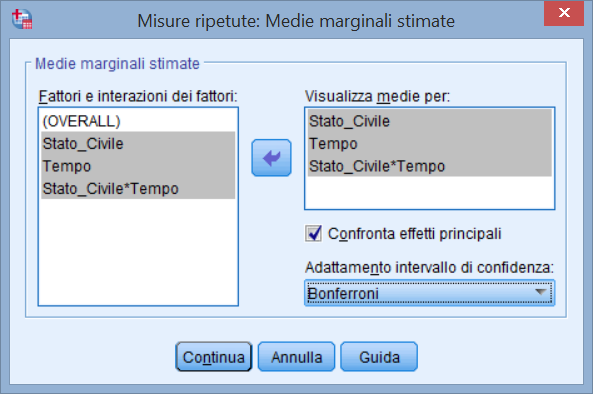 Misure ripetute: Medie marginali stimate
Medie marginali stimate
Fattori e interazioni dei fattori:
(OVERALL)
Stato_Civile
Tempo
Stato_Civile*Tempo
Visualizza medie per:
Stato_Civile
Tempo
Stato_Civile*Tempo
Confronta effetti principali
Adattamento intervallo di confidenza:
Bonferroni
Continua
Annulla
Guida